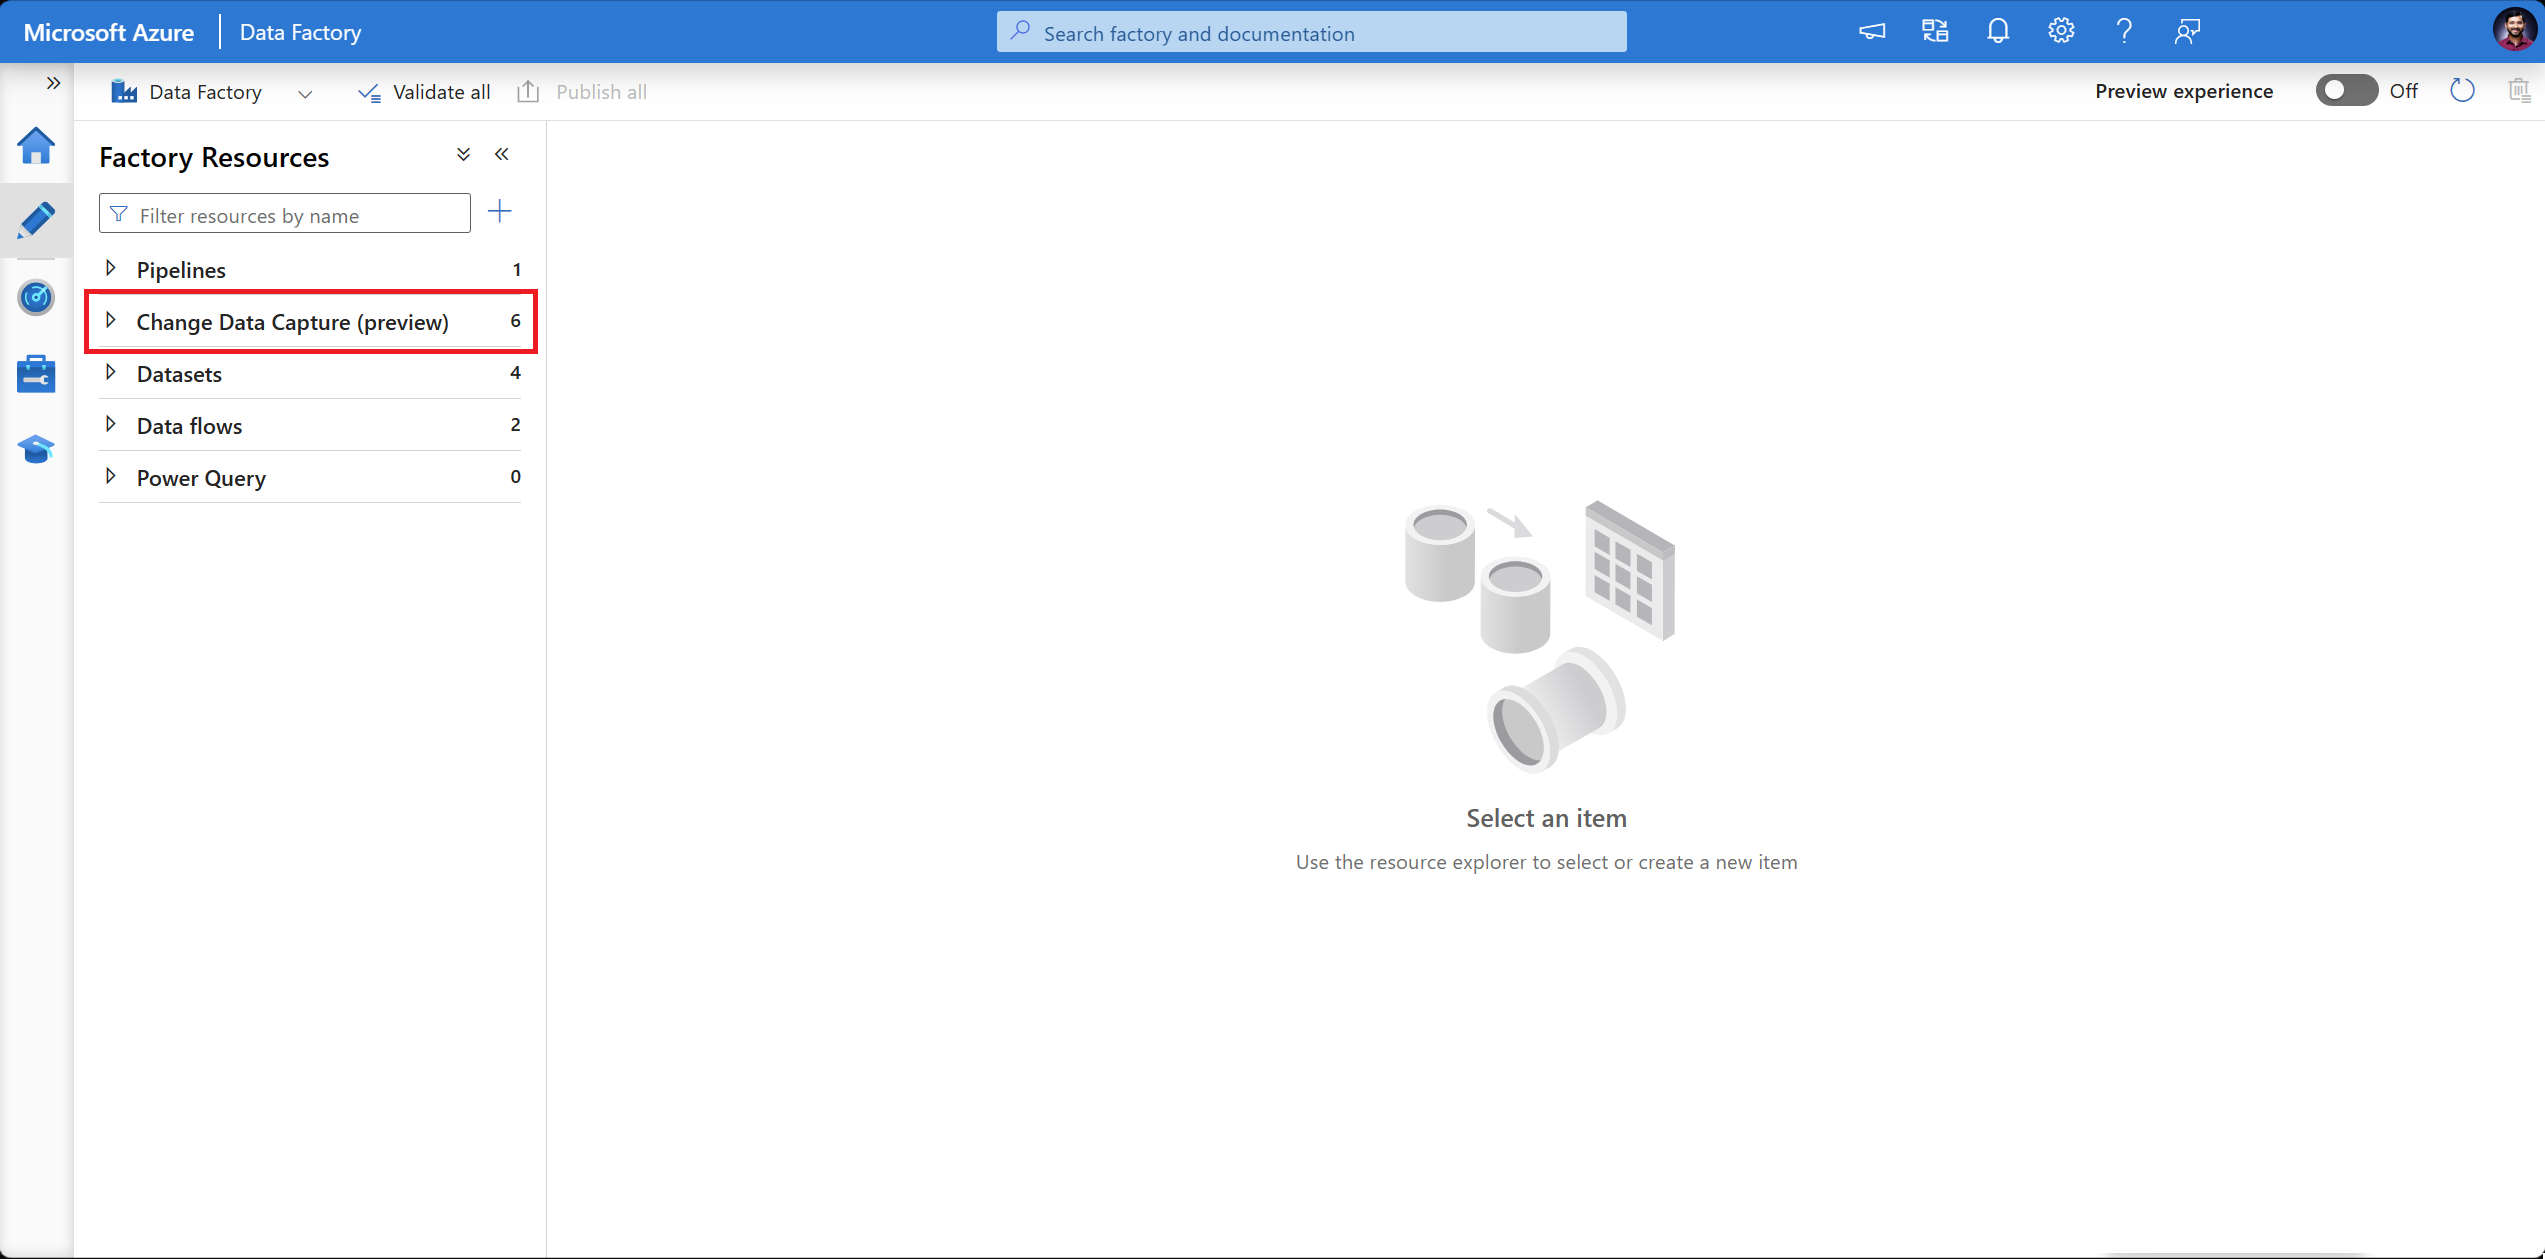 Microsoft Azure | Data Factory
Search factory and documentation
Data Factory
Validate all
Publish all
Preview experience
Off
Factory Resources
Filter resources by name
Pipelines 1
Change Data Capture (preview) 6
Datasets 4
Data flows 2
Power Query 0
Select an item
Use the resource explorer to select or create a new item